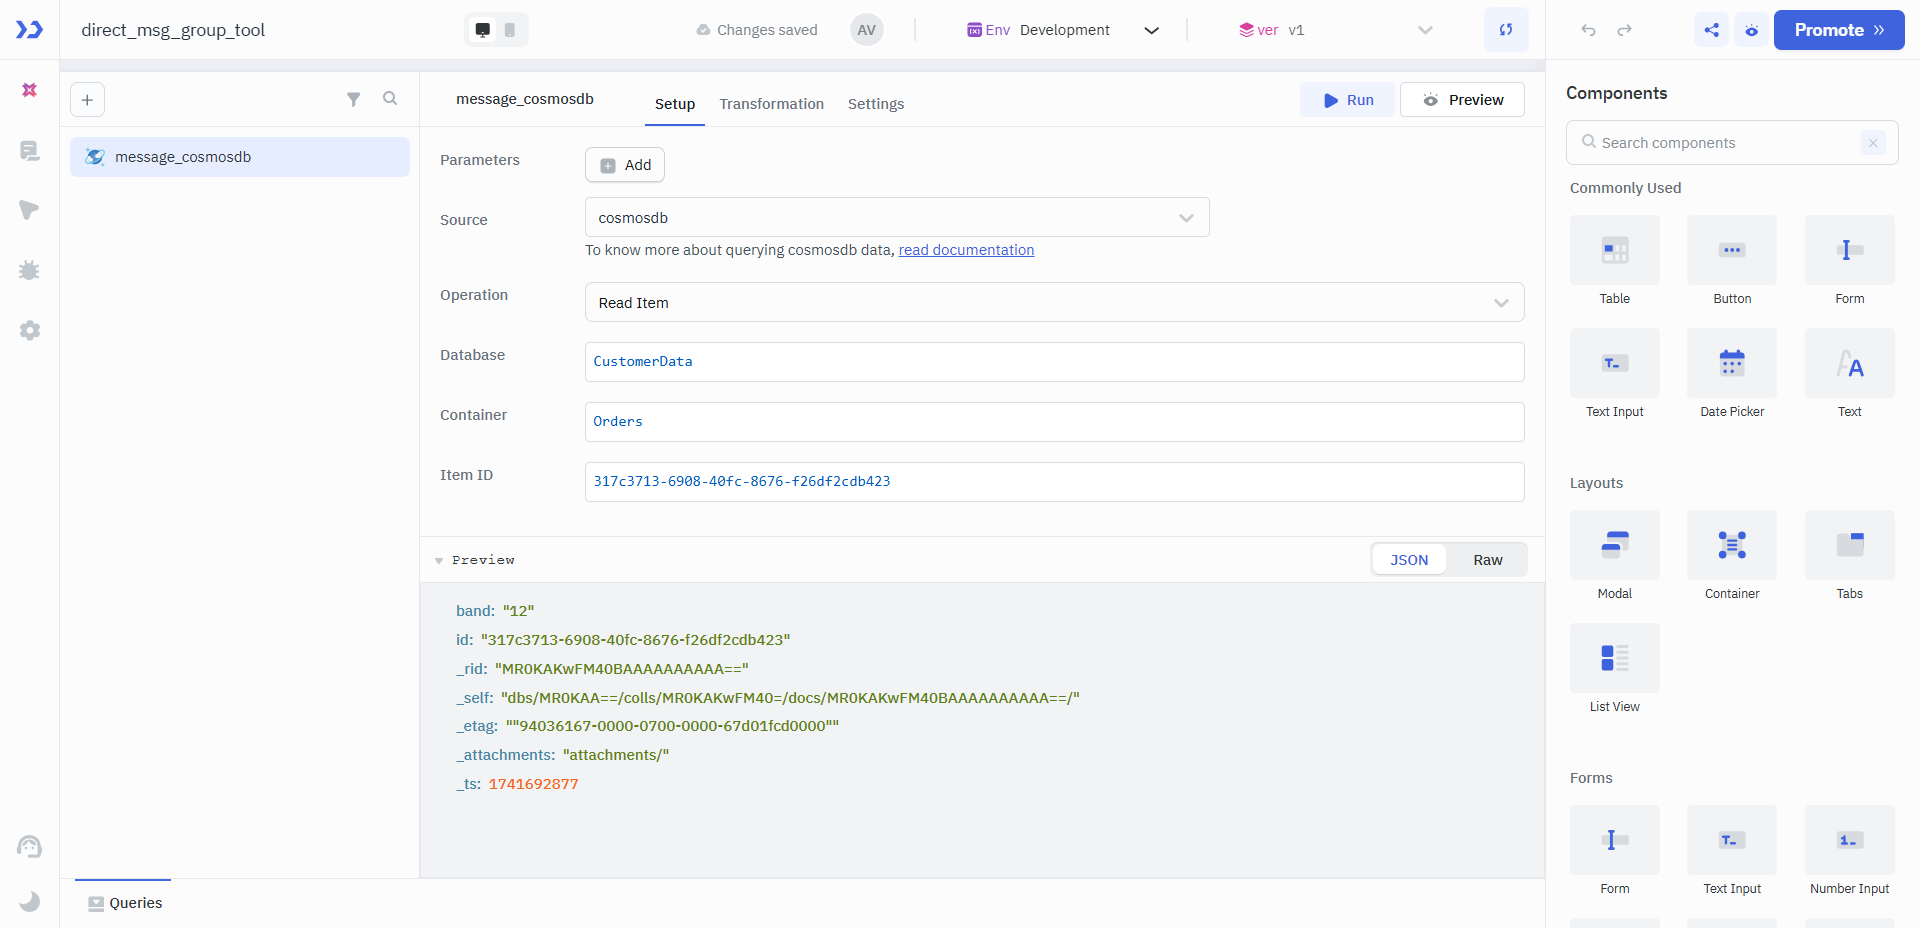 direct_msg_group_tool
Changes saved
AV
Env Development
ver v1
Promote
message_cosmosdb
message_cosmosdb
Setup Transformation Settings
Run
Preview
Parameters
Add
Source
cosmosdb
To know more about querying cosmosdb data, read documentation
Operation
Read Item
Database
CustomerData
Container
Orders
Item ID
317c3713-6908-40fc-8676-f26df2cdb423
Preview
JSON Raw
band: "12"
id: "317c3713-6908-40fc-8676-f26df2cdb423"
_rid: "MR0KAKwFM40BAAAAAAAAAA=="
_self: "dbs/MR0KAA==/colls/MR0KAKwFM40=/docs/MR0KAKwFM40BAAAAAAAAAA==/"
_etag: ""94036167-0000-0700-0000-67d01fcd0000""
_attachments: "attachments/"
_ts: 1741692877
Queries
Components
Search components
Commonly Used
Table Button Form
Text Input Date Picker Text
Layouts
Modal Container Tabs
List View
Forms
Form Text Input Number Input